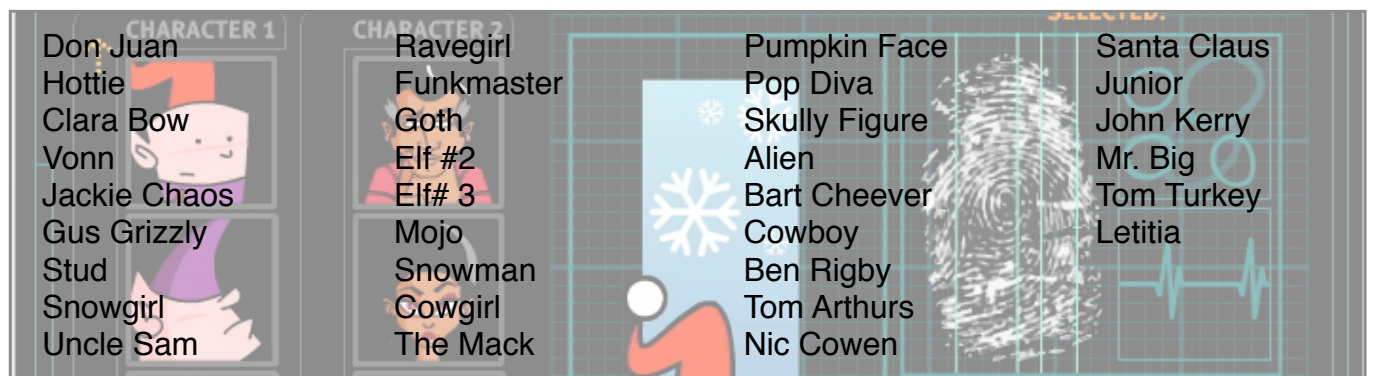 SELECTED:
CHARACTER 1
CHARACTER 2
Don Juan
Hottie
Clara Bow
Vonn
Jackie Chaos
Gus Grizzly
Stud
Snowgirl
Uncle Sam
Ravegirl
Funkmaster
Goth
Elf #2
Elf# 3
Mojo
Snowman
Cowgirl
The Mack
Pumpkin Face
Pop Diva
Skully Figure
Alien
Bart Cheever
Cowboy
Ben Rigby
Tom Arthurs
Nic Cowen
Santa Claus
Junior
John Kerry
Mr. Big
Tom Turkey
Letitia